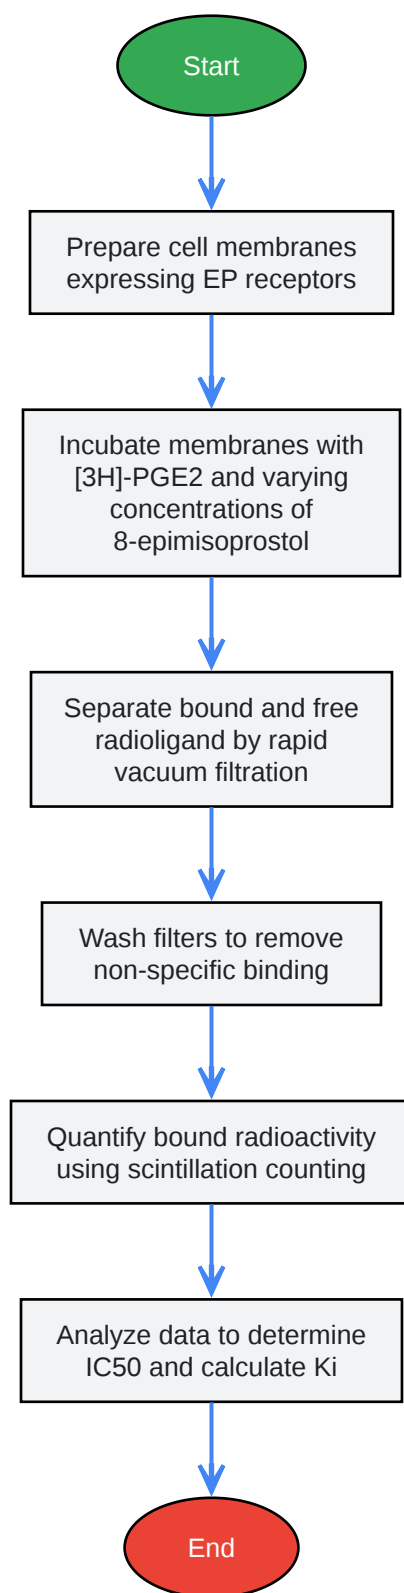 Start
Prepare cell membranes
expressing EP receptors
Incubate membranes with
[3H]-PGE2 and varying
concentrations of
8-epimisoprostol
Separate bound and free
radioligand by rapid
vacuum filtration
Wash filters to remove
non-specific binding
Quantify bound radioactivity
using scintillation counting
Analyze data to determine
IC50 and calculate Ki
End